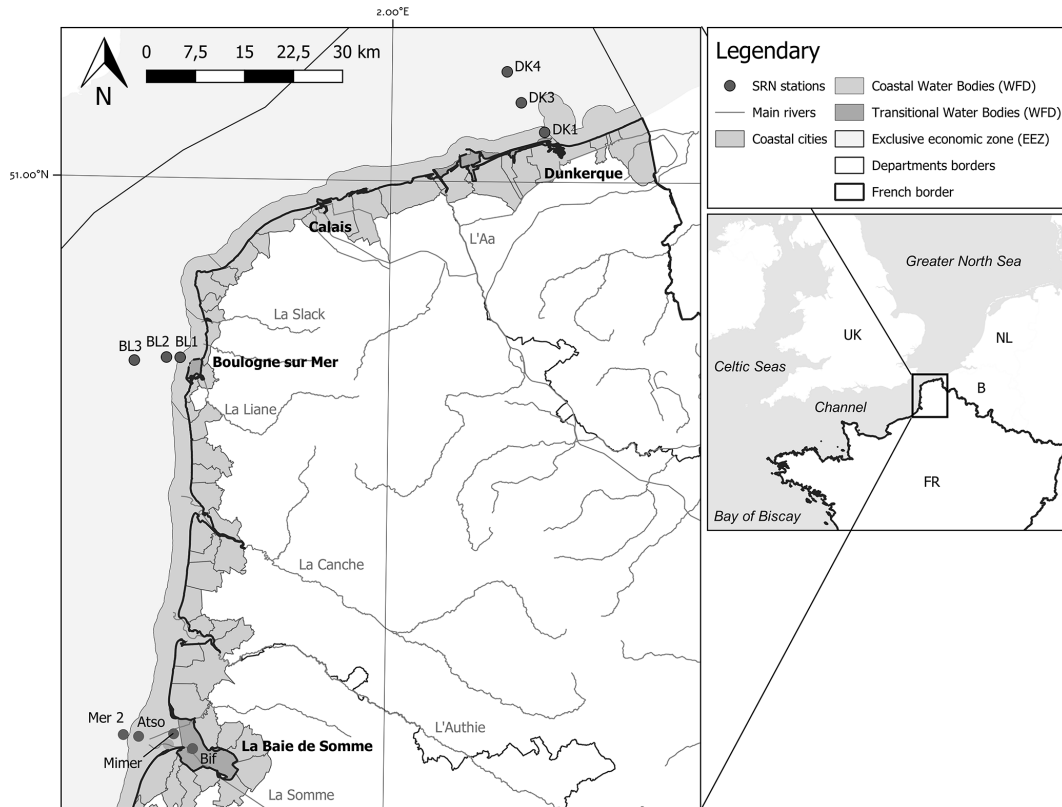 2.00°E
0 7,5 15 22,5 30 km
N
51.00°N
DK4
DK3
DK1
Dunkerque
Calais
L'Aa
La Slack
BL3 BL2 BL1
Boulogne sur Mer
La Liane
La Canche
L'Authie
Mer 2 Atso
Mimer
Bif
La Baie de Somme
La Somme
Legendary
SRN stations
Main rivers
Coastal cities
Coastal Water Bodies (WFD)
Transitional Water Bodies (WFD)
Exclusive economic zone (EEZ)
Departments borders
French border
Greater North Sea
UK
NL
Celtic Seas
B
Channel
FR
Bay of Biscay